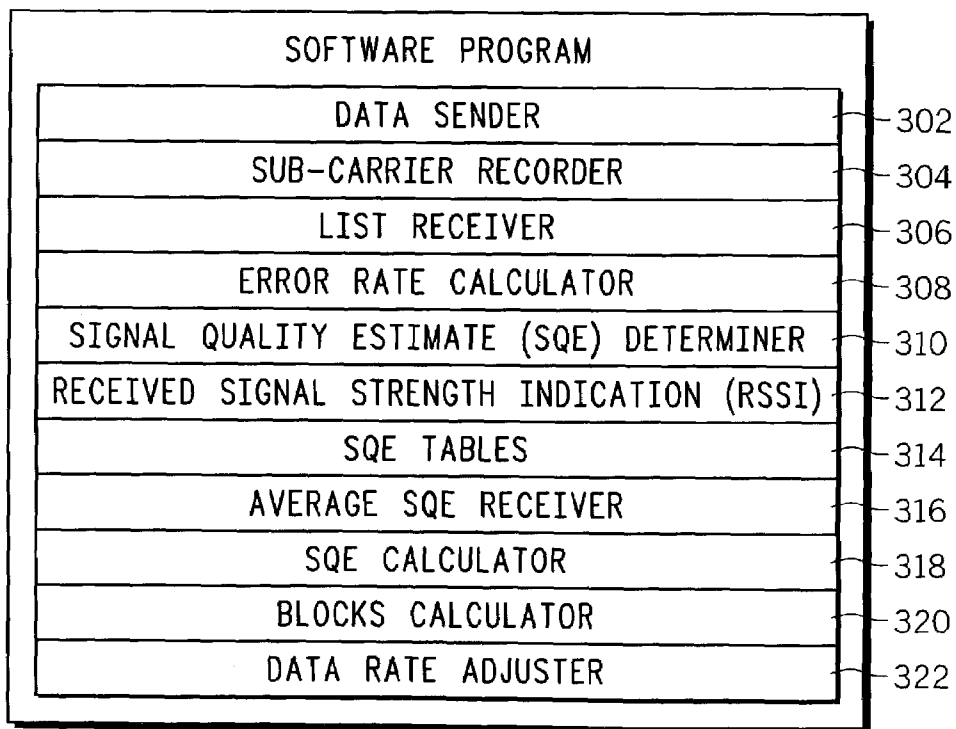 SOFTWARE PROGRAM
DATA SENDER 302
SUB-CARRIER RECORDER 304
LIST RECEIVER 306
ERROR RATE CALCULATOR 308
SIGNAL QUALITY ESTIMATE (SQE) DETERMINER 310
RECEIVED SIGNAL STRENGTH INDICATION (RSSI) 312
SQE TABLES 314
AVERAGE SQE RECEIVER 316
SQE CALCULATOR 318
BLOCKS CALCULATOR 320
DATA RATE ADJUSTER 322